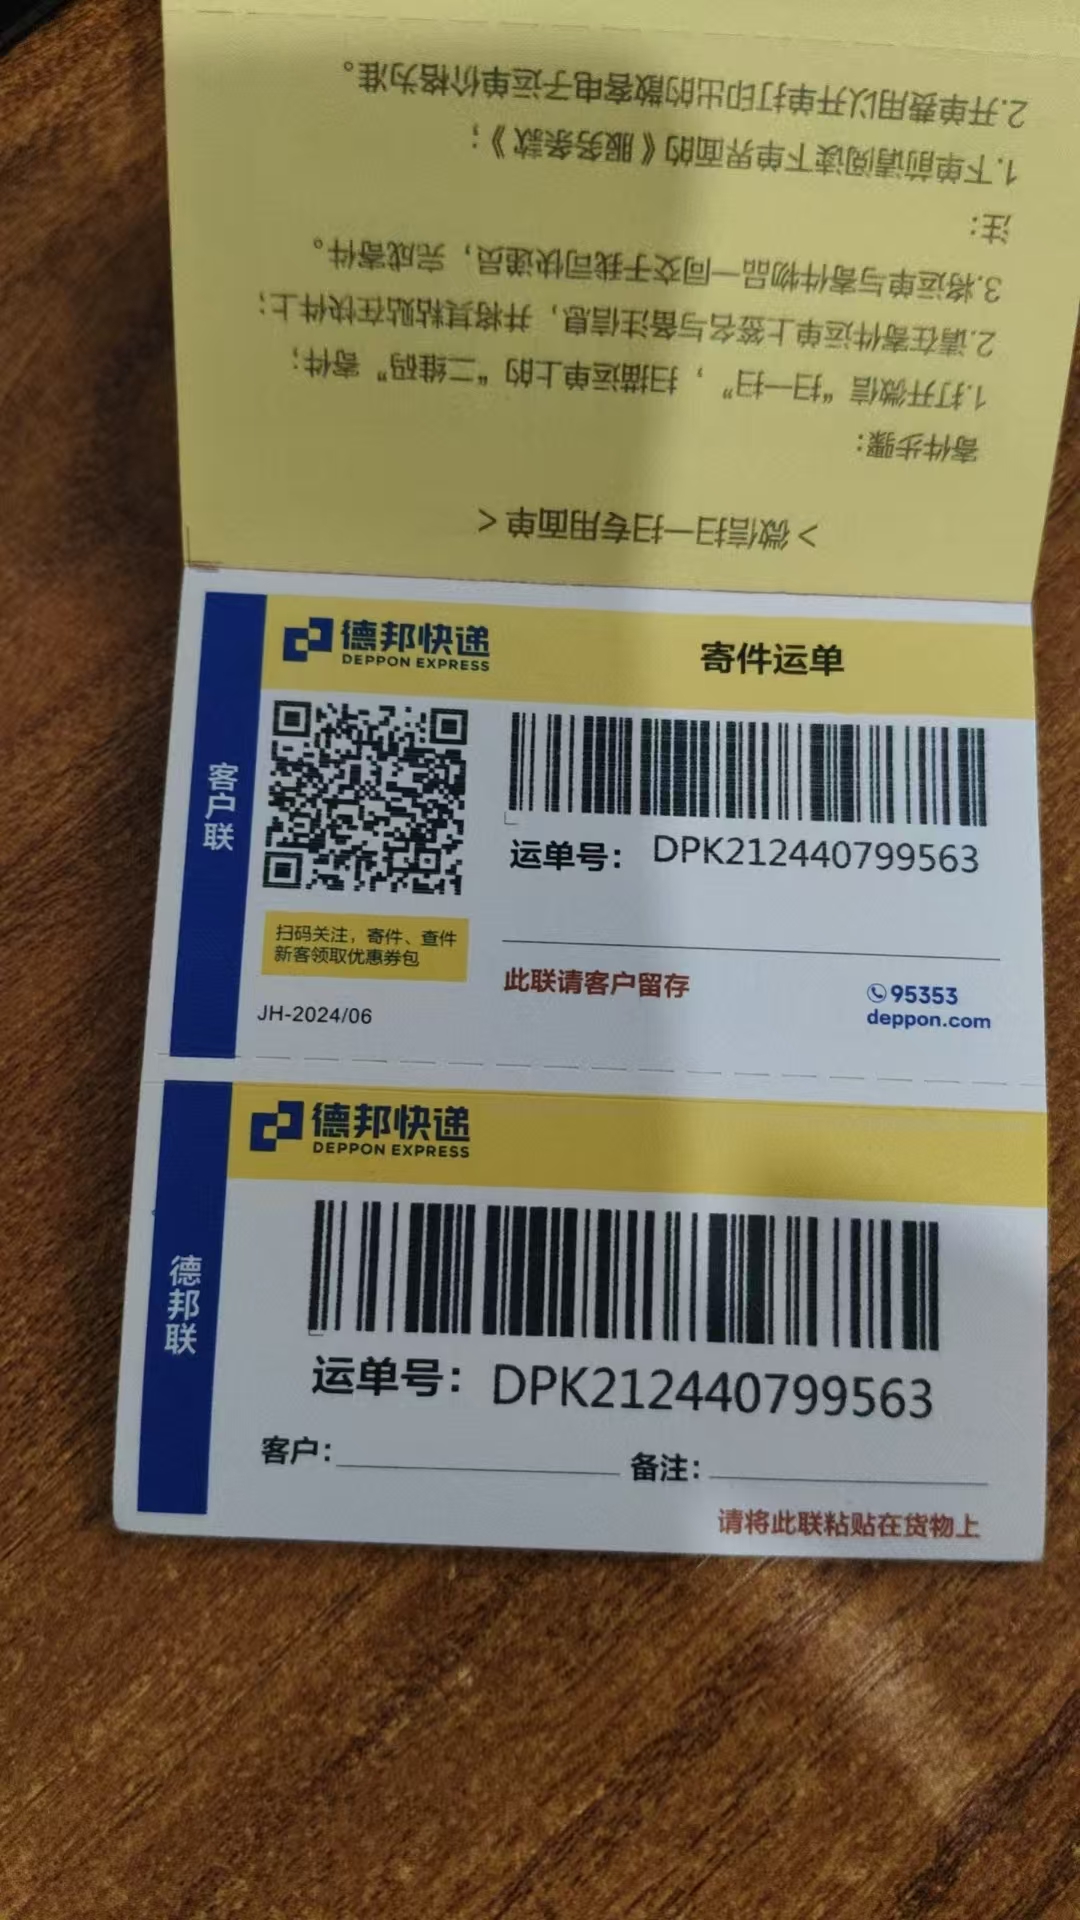 >微信扫一扫专用面单<
寄件步骤：
1.打开微信“扫一扫”，扫描运单上的“二维码”寄件；
2.请在寄件运单上签名与备注信息，并将其粘贴在快件上；
3.将运单与寄件物品一同交于我司快递员，完成寄件。
注：
1.下单前请阅读下单界面的《服务条款》；
2.开单费用以开单打印出的散客电子运单价格为准。
客户联
德邦快递
DEPPON EXPRESS
寄件运单
运单号： DPK212440799563
扫码关注，寄件、查件
新客领取优惠券包
此联请客户留存
95353
deppon.com
JH-2024/06
德邦联
德邦快递
DEPPON EXPRESS
运单号： DPK212440799563
客户： 备注：
请将此联粘贴在货物上